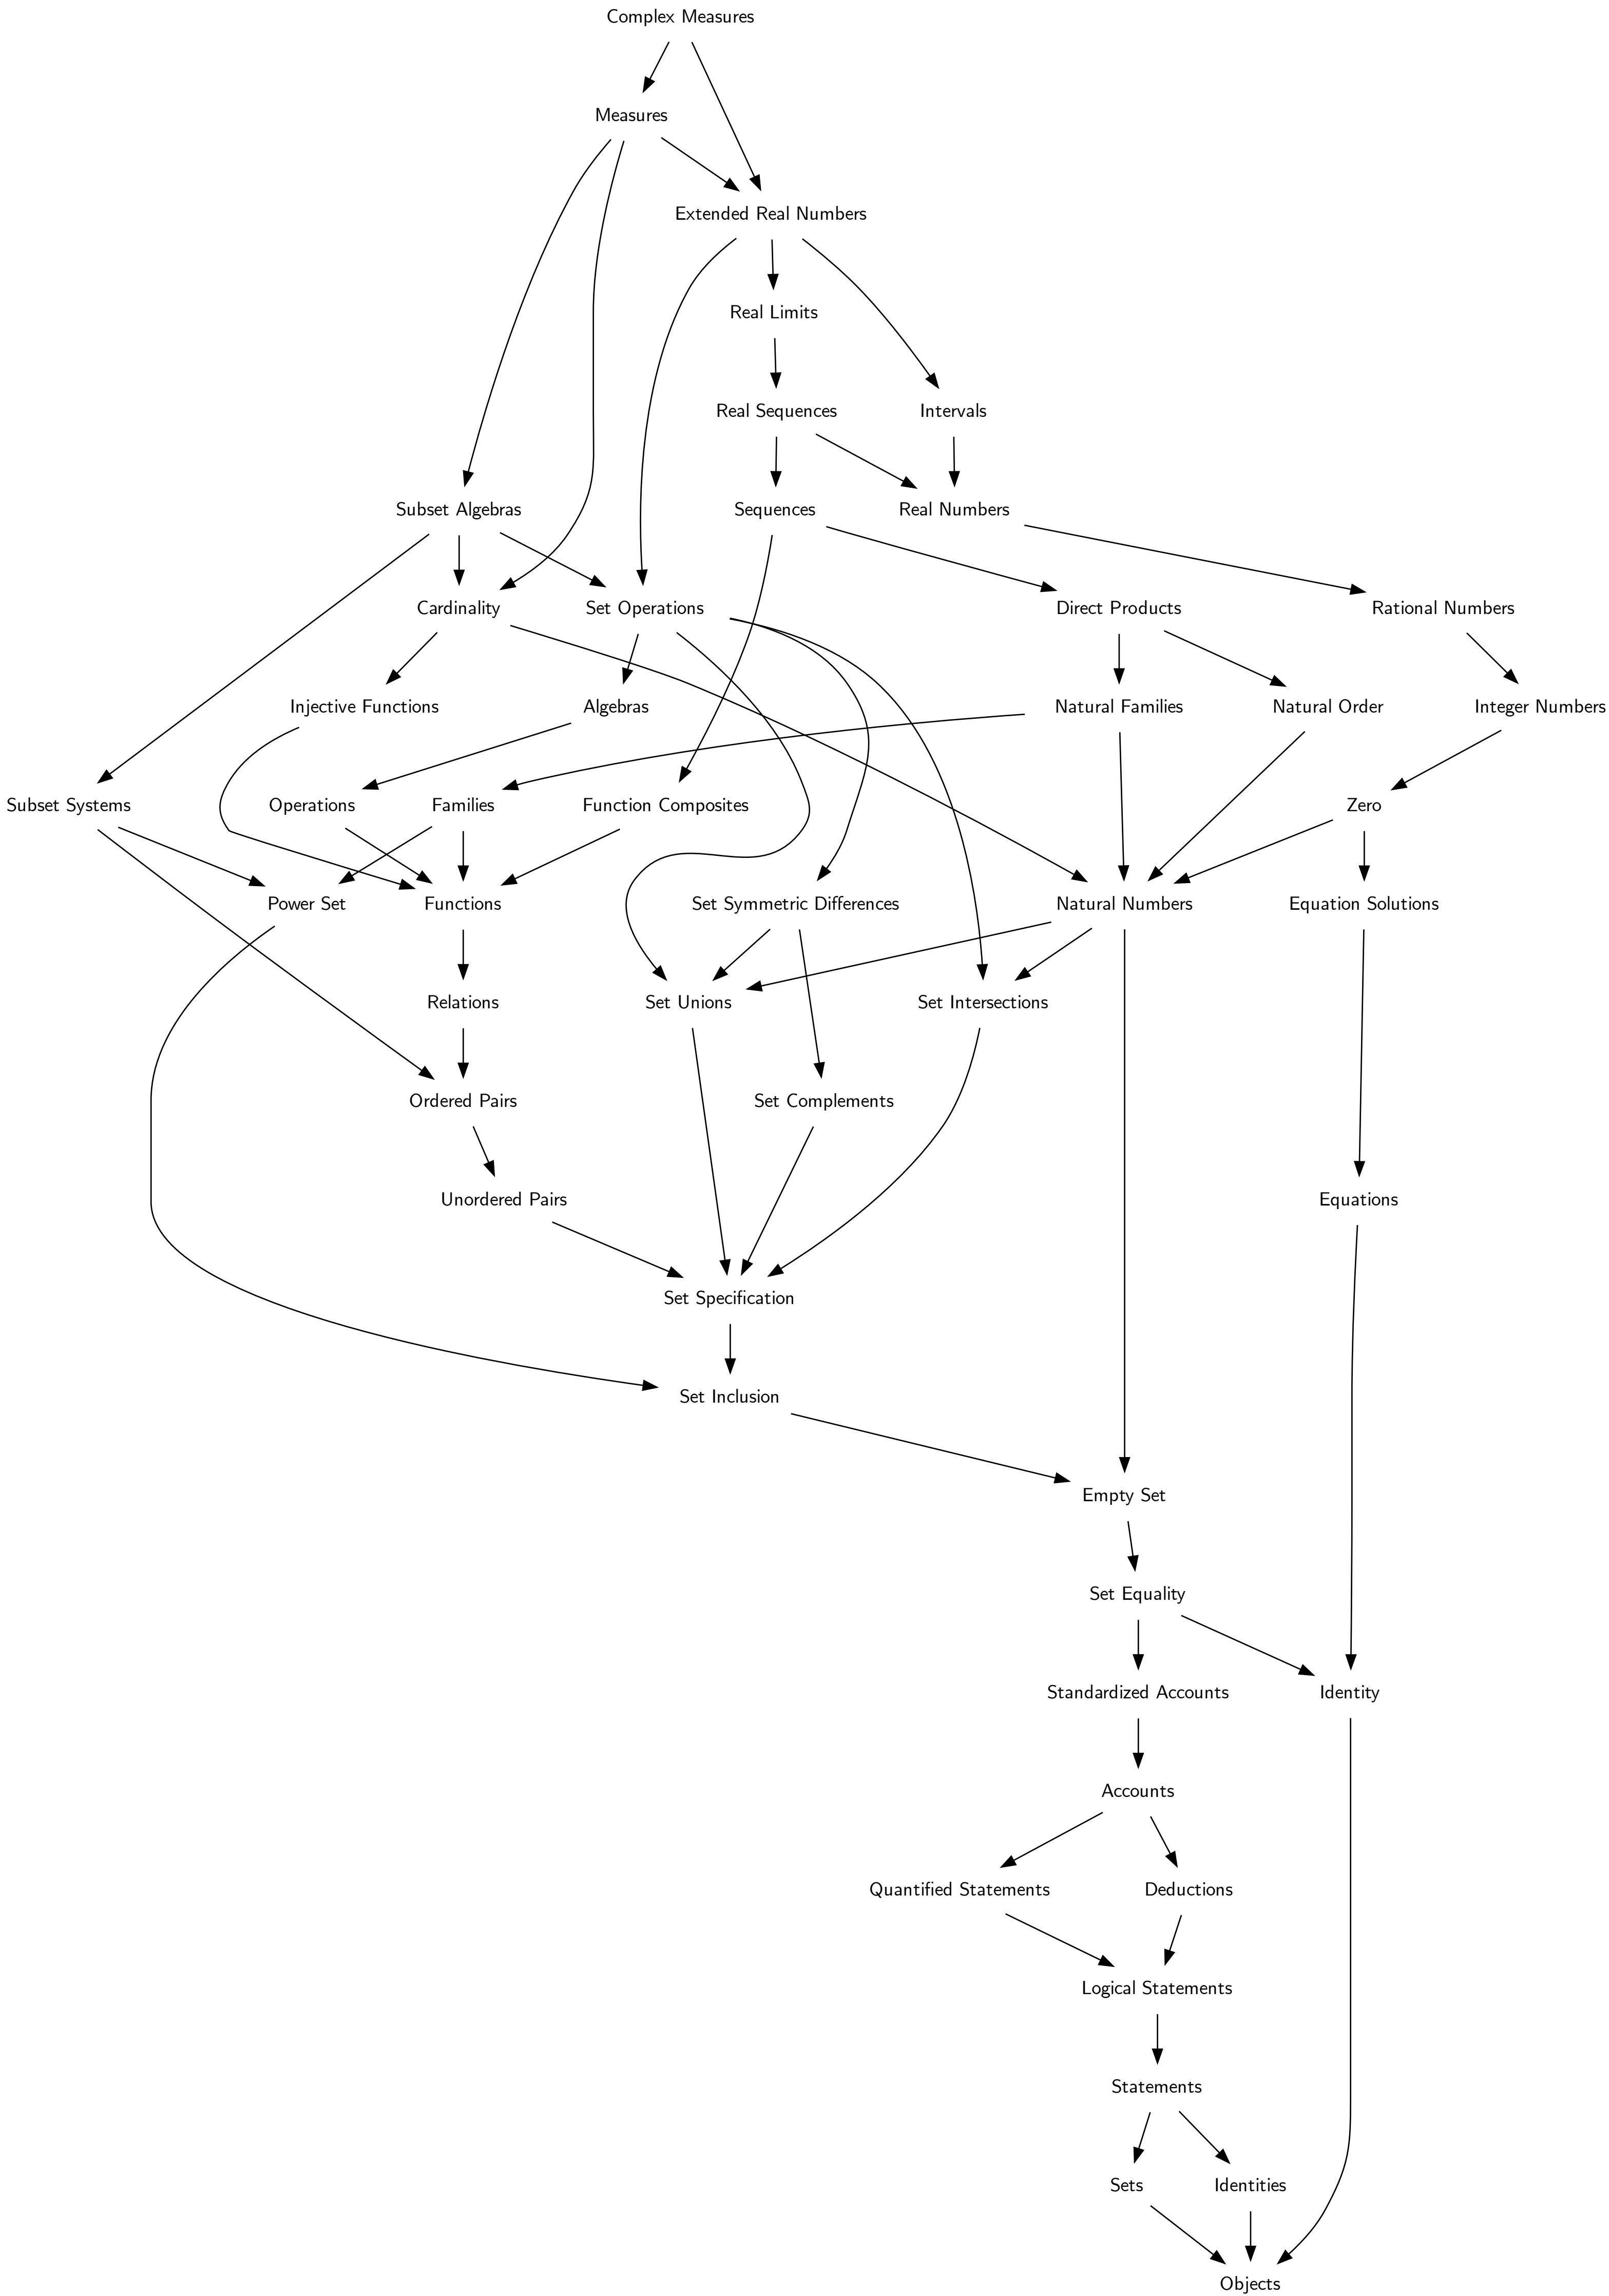 Complex Measures
Measures
Extended Real Numbers
Real Limits
Real Sequences
Intervals
Subset Algebras
Sequences
Real Numbers
Cardinality
Set Operations
Direct Products
Rational Numbers
Injective Functions
Algebras
Natural Families
Natural Order
Integer Numbers
Subset Systems
Operations
Families
Function Composites
Zero
Power Set
Functions
Set Symmetric Differences
Natural Numbers
Equation Solutions
Relations
Set Unions
Set Intersections
Ordered Pairs
Set Complements
Unordered Pairs
Equations
Set Specification
Set Inclusion
Empty Set
Set Equality
Standardized Accounts
Identity
Accounts
Quantified Statements
Deductions
Logical Statements
Statements
Sets
Identities
Objects